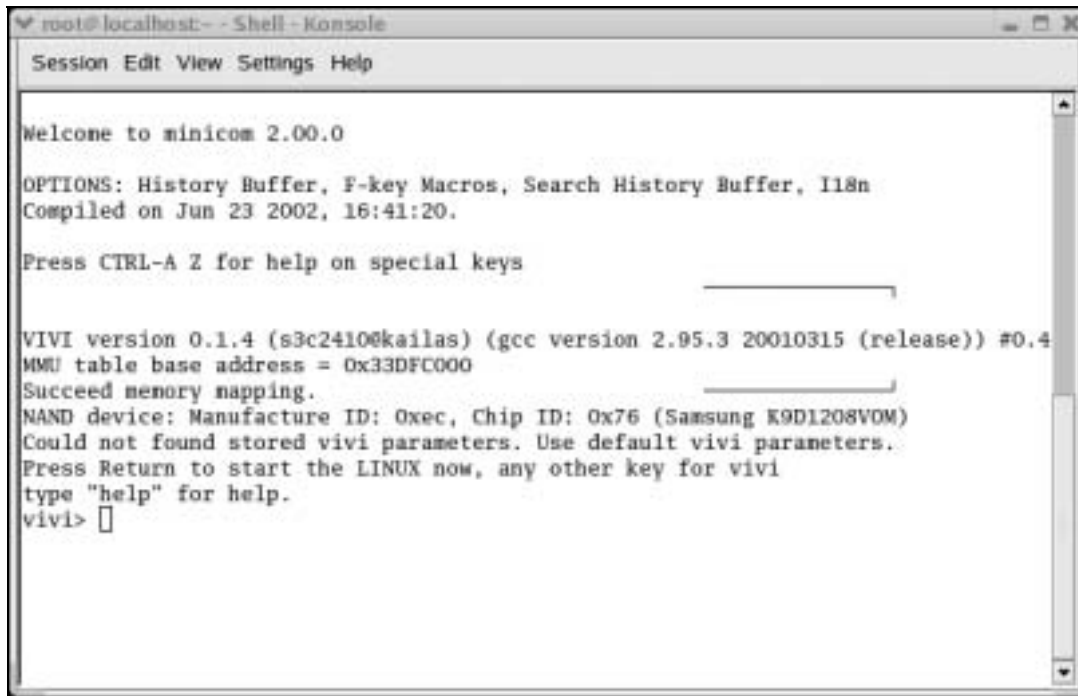 root@localhost:~ - Shell - Konsole
Session Edit View Settings Help
Welcome to minicom 2.00.0
OPTIONS: History Buffer, F-key Macros, Search History Buffer, I18n
Compiled on Jun 23 2002, 16:41:20.
Press CTRL-A Z for help on special keys
VIVI version 0.1.4 (s3c2410@kailas) (gcc version 2.95.3 20010315 (release)) #0.4
MMU table base address = 0x33DFC000
Succeed memory mapping.
NAND device: Manufacture ID: 0xec, Chip ID: 0x76 (Samsung K9D1208V0M)
Could not found stored vivi parameters. Use default vivi parameters.
Press Return to start the LINUX now, any other key for vivi
type "help" for help.
vivi>